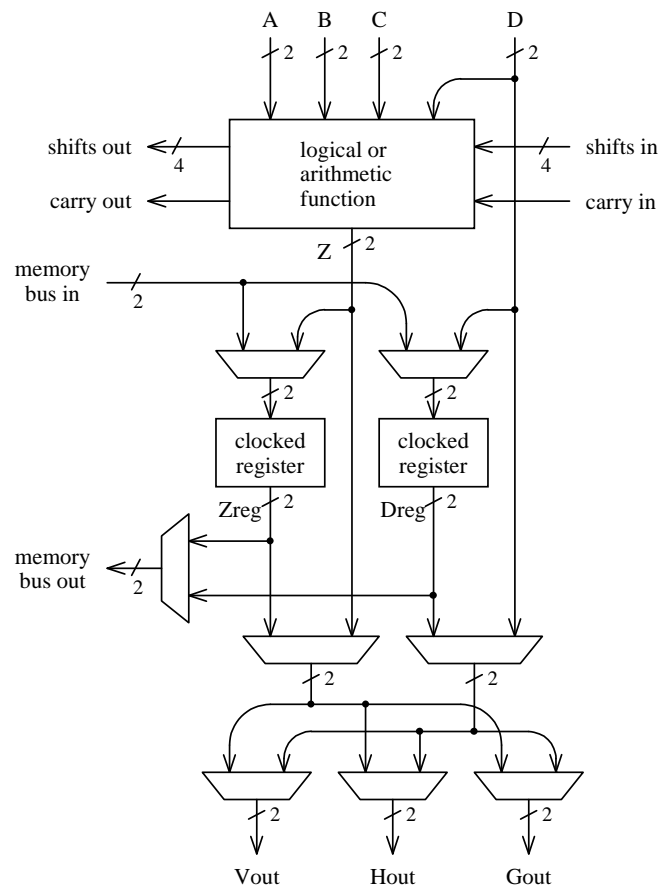 A B C D
2 2 2 2
shifts out
4
logical or
arithmetic
function
shifts in
4
carry out
carry in
Z 2
memory
bus in
2
2 2
clocked
register
clocked
register
Zreg 2
Dreg 2
memory
bus out
2
2 2
2 2 2
Vout Hout Gout